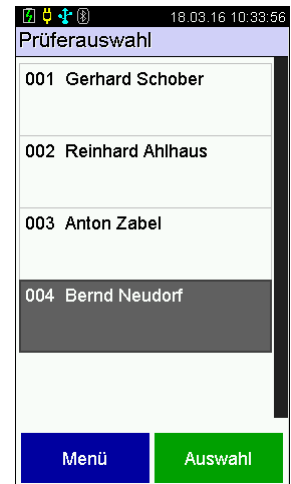 18.03.16 10:33:56
Prüferauswahl
001 Gerhard Schober
002 Reinhard Ahlhaus
003 Anton Zabel
004 Bernd Neudorf
Menü Auswahl